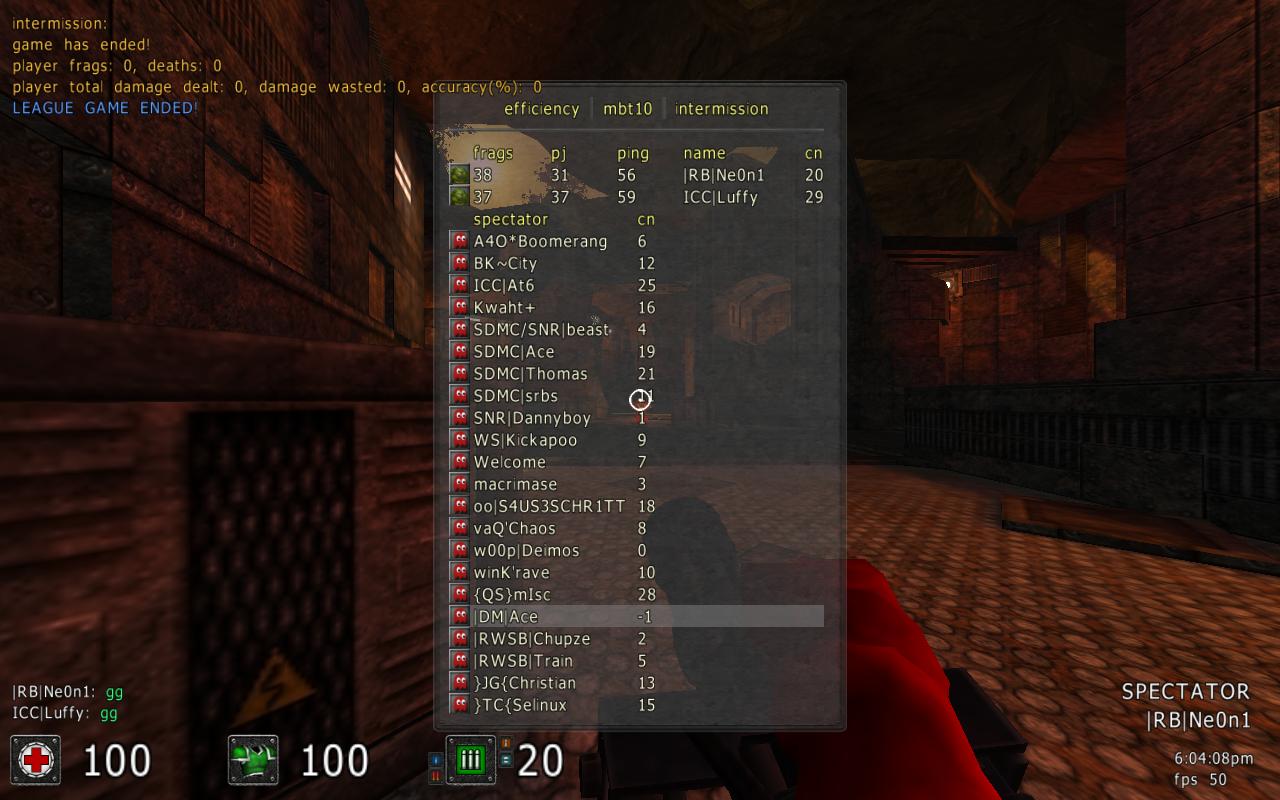 intermission:
game has ended!
player frags: 0, deaths: 0
player total damage dealt: 0, damage wasted: 0, accuracy(%): 0
LEAGUE GAME ENDED!
efficiency mbt10 intermission
frags pj ping name cn
38 31 56 |RB|Ne0n1 20
37 37 59 ICC|Luffy 29
spectator cn
A4O*Boomerang 6
BK~City 12
ICC|At6 25
Kwaht+ 16
SDMC/SNR|beast 4
SDMC|Ace 19
SDMC|Thomas 21
SDMC|srbs 11
SNR|Dannyboy 1
WS|Kickapoo 9
Welcome 7
macrimase 3
oo|S4US3SCHR1TT 18
vaQ'Chaos 8
w00p|Deimos 0
winK'rave 10
{QS}mIsc 28
|DM|Ace -1
|RWSB|Chupze 2
|RWSB|Train 5
}JG{Christian 13
}TC{Selinux 15
|RB|Ne0n1: gg
ICC|Luffy: gg
SPECTATOR
|RB|Ne0n1
100 100 20
6:04:08pm
fps 50